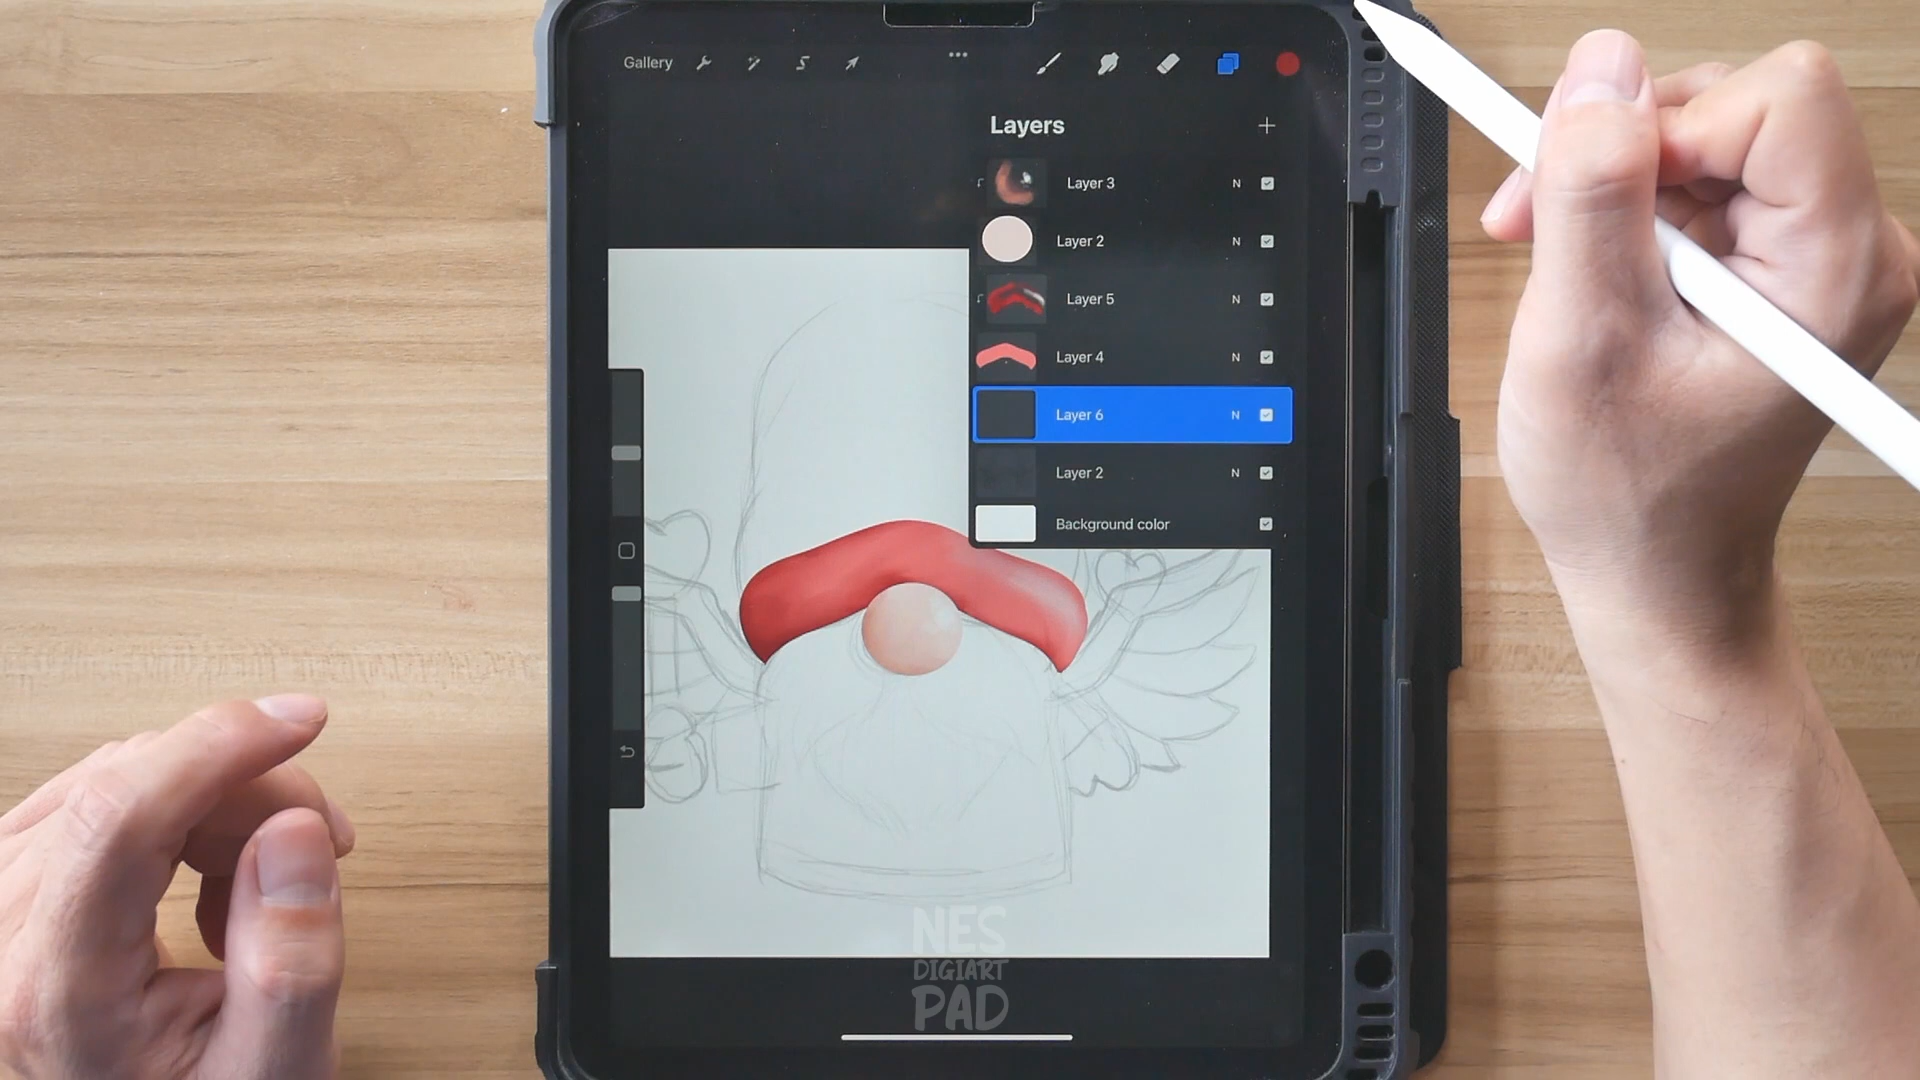 Gallery
Layers
Layer 3 N
Layer 2 N
Layer 5 N
Layer 4 N
Layer 6 N
Layer 2 N
Background color
NES
DIGIART
PAD